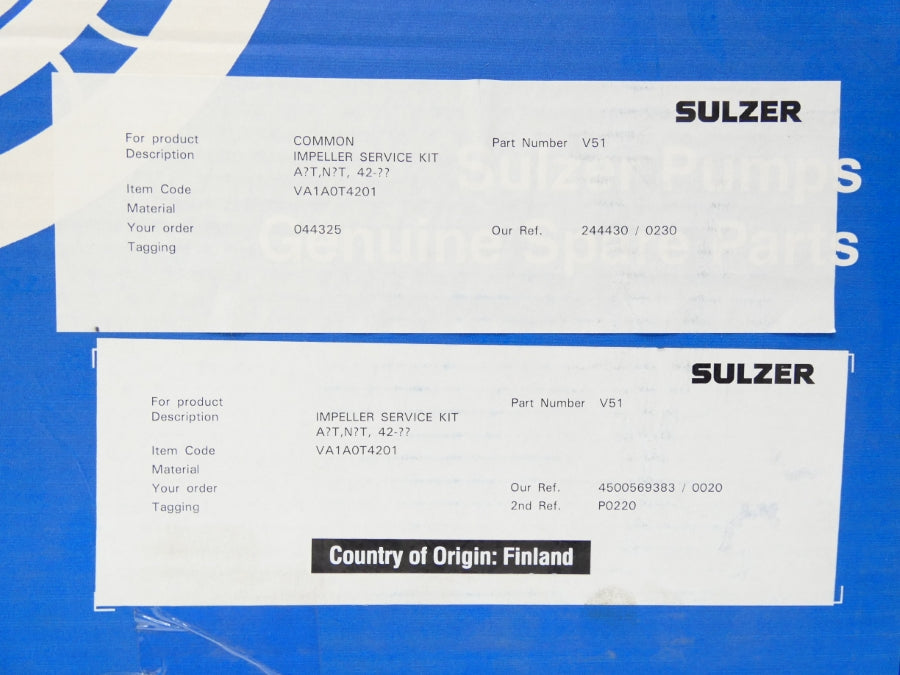 SULZER
For product COMMON Part Number V51
Description IMPELLER SERVICE KIT
A?T,N?T, 42-??
Item Code VA1A0T4201
Material
Your order 044325 Our Ref. 244430 / 0230
Tagging
Sulzer Pumps
Genuine Spare Parts
SULZER
For product Part Number V51
Description IMPELLER SERVICE KIT
A?T,N?T, 42-??
Item Code VA1A0T4201
Material
Your order Our Ref. 4500569383 / 0020
Tagging 2nd Ref. P0220
Country of Origin: Finland